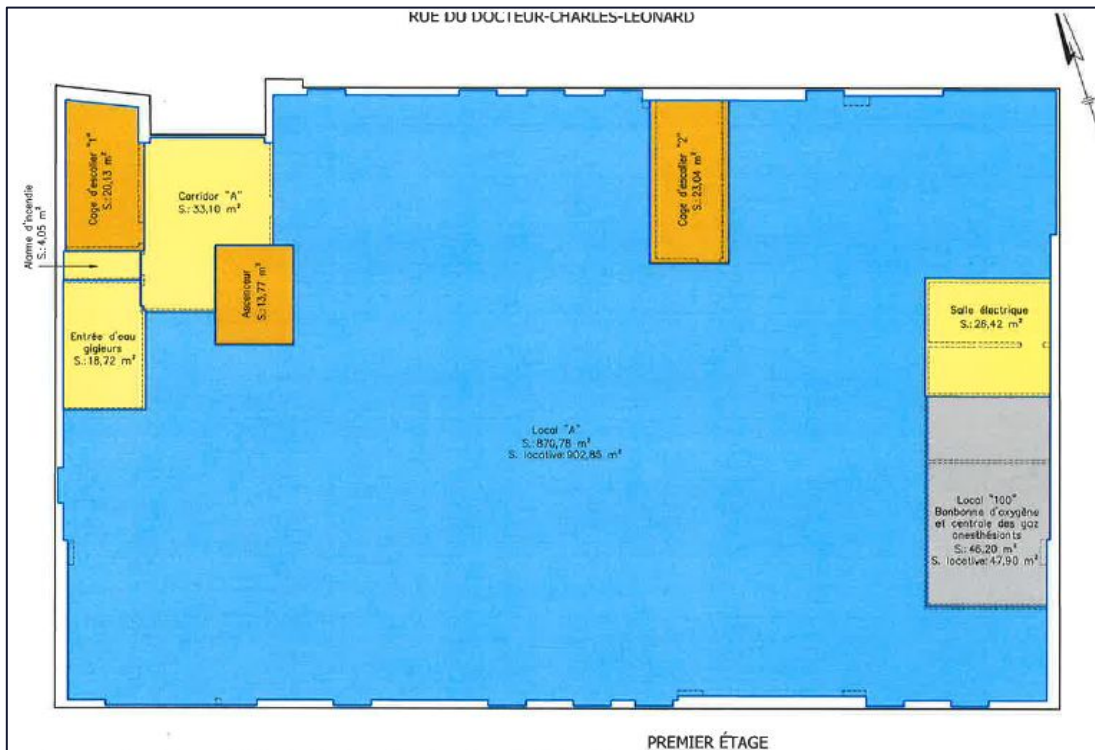 RUE DU DOCTEUR-CHARLES-LÉONARD
Cage d'escalier "1"
S.: 20,13 m²
Corridor "A"
S.: 33,10 m²
Cage d'escalier "2"
S.: 23,04 m²
Alarme d'incendie
S.: 4,05 m²
Ascenseur
S.: 13,77 m²
Entrée d'eau
gigleurs
S.: 18,72 m²
Salle électrique
S.: 26,42 m²
Local "A"
S.: 870,78 m²
S. locative: 902,85 m²
Local "100"
Bonbonne d'oxygène
et centrale des gaz
anesthésiants
S.: 46,20 m²
S. locative: 47,90 m²
PREMIER ÉTAGE